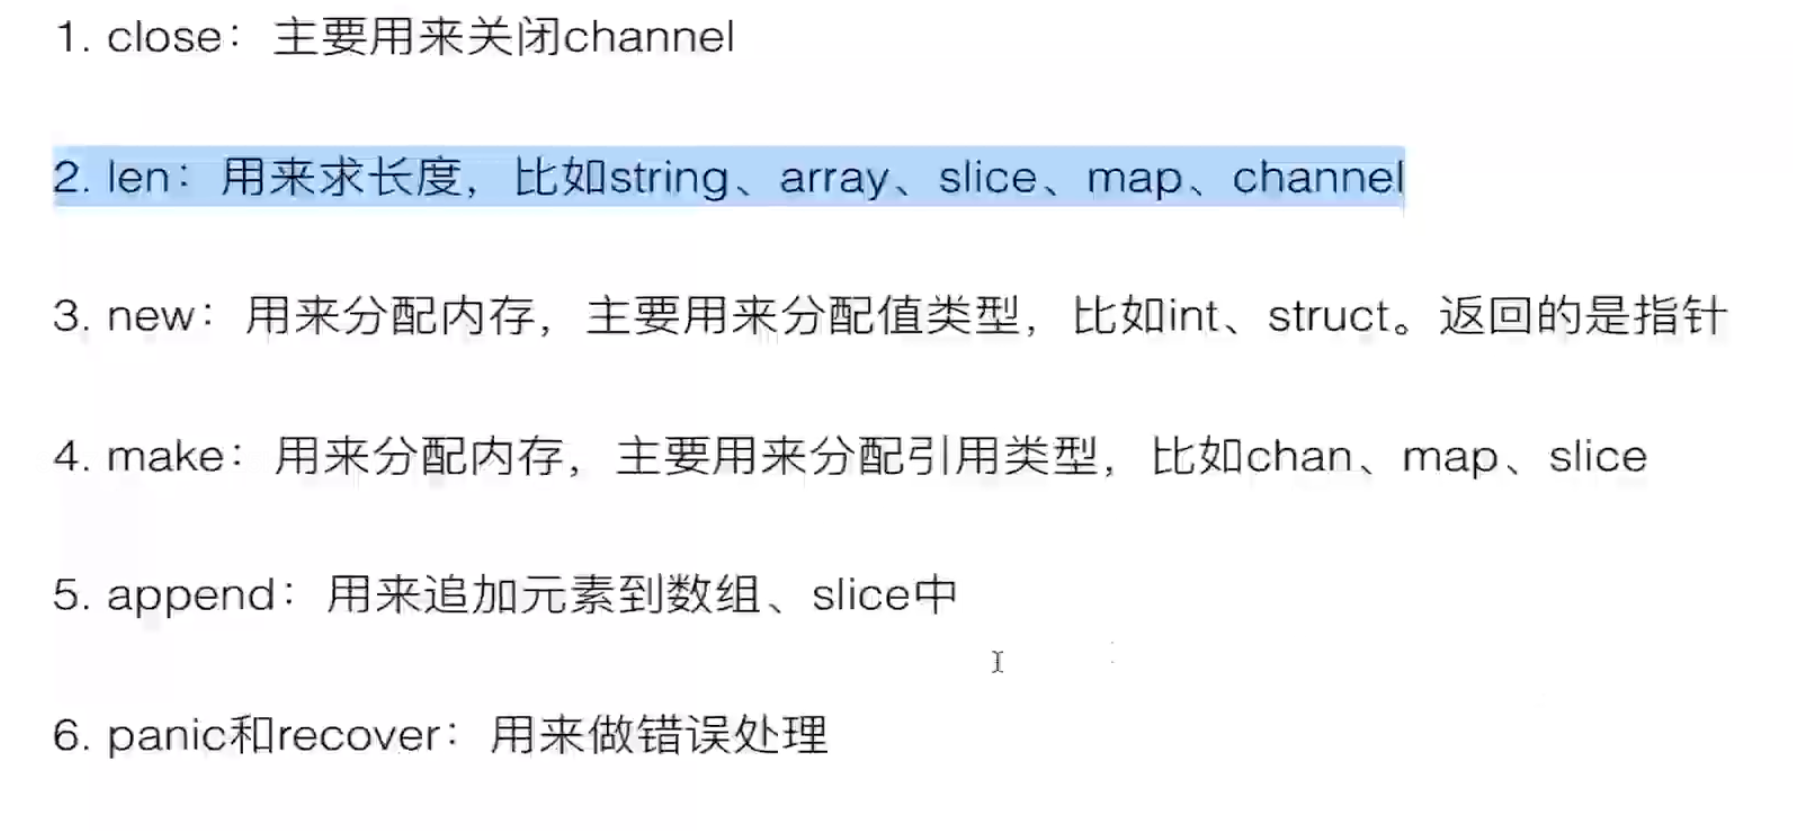 1. close：主要用来关闭channel
2. len：用来求长度，比如string、array、slice、map、channel
3. new：用来分配内存，主要用来分配值类型，比如int、struct。返回的是指针
4. make：用来分配内存，主要用来分配引用类型，比如chan、map、slice
5. append：用来追加元素到数组、slice中
6. panic和recover：用来做错误处理